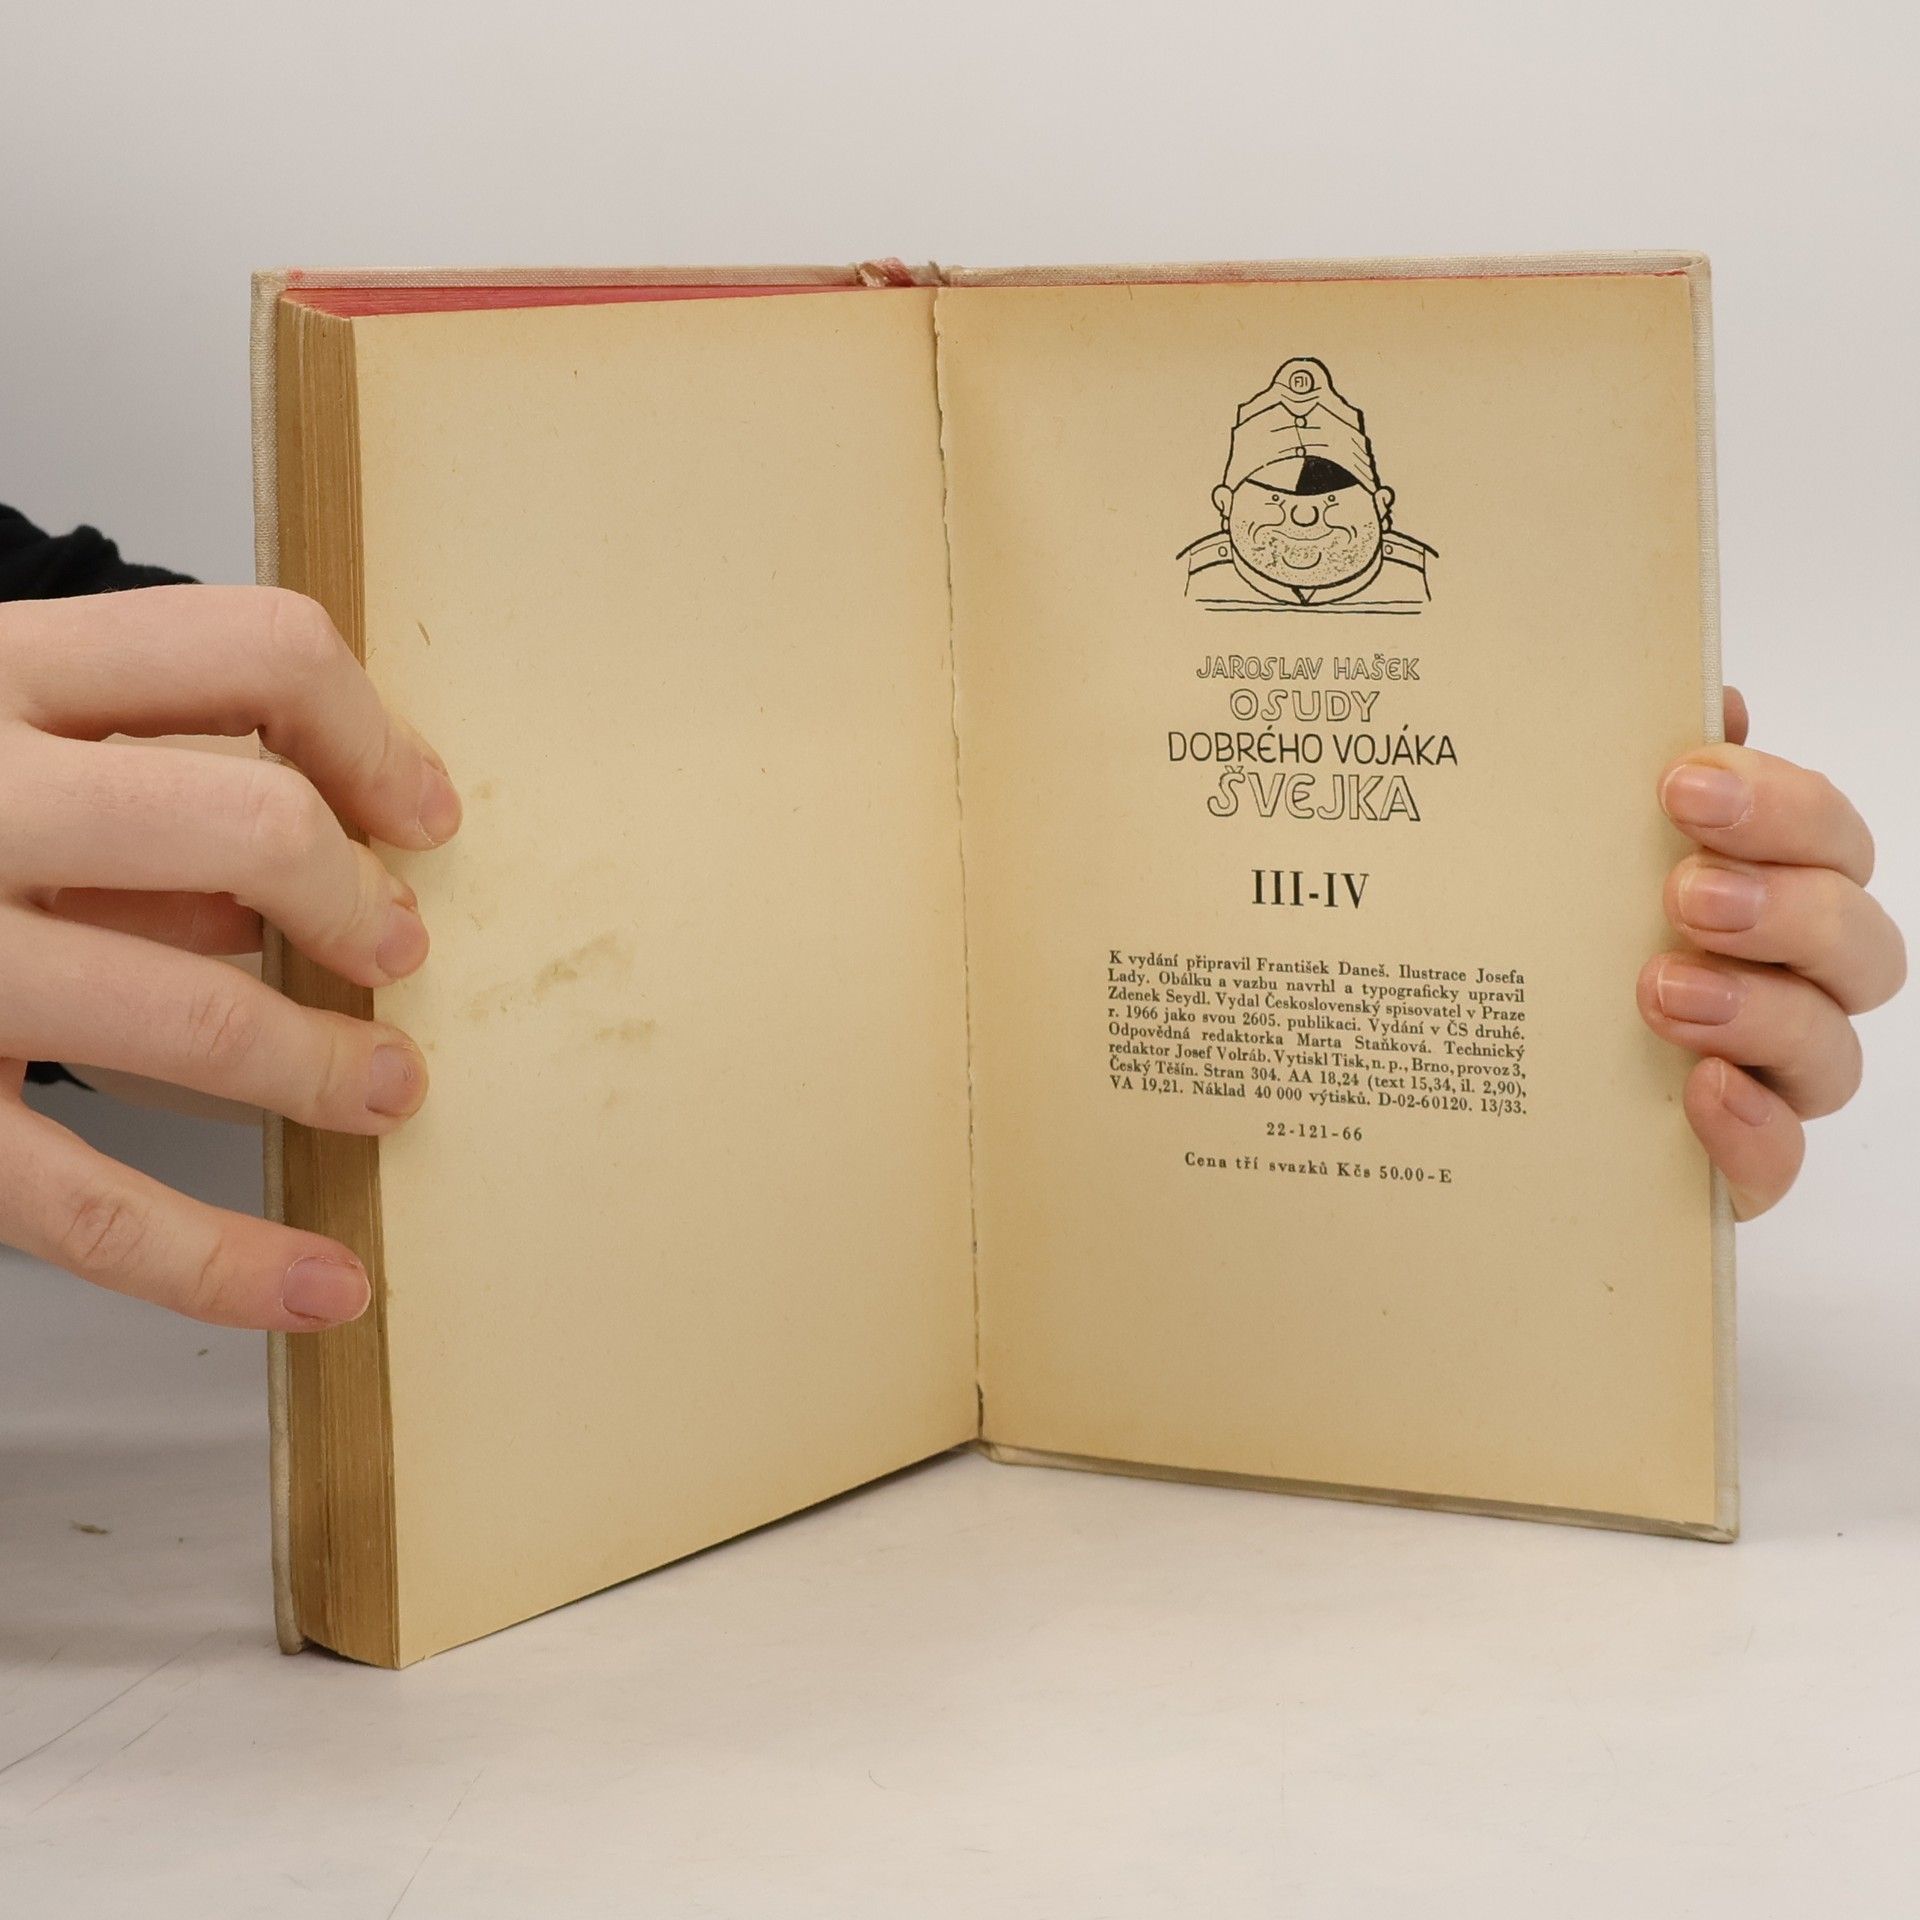 FJI
JAROSLAV HAŠEK
OSUDY
DOBRÉHO VOJÁKA
ŠVEJKA
III-IV
K vydání připravil František Daneš. Ilustrace Josefa
Lady. Obálku a vazbu navrhl a typograficky upravil
Zdenek Seydl. Vydal Československý spisovatel v Praze
r. 1966 jako svou 2605. publikaci. Vydání v ČS druhé.
Odpovědná redaktorka Marta Staňková. Technický
redaktor Josef Volráb. Vytiskl Tisk, n. p., Brno, provoz 3,
Český Těšín. Stran 304. AA 18,24 (text 15,34, il. 2,90),
VA 19,21. Náklad 40 000 výtisků. D-02-60120. 13/33.
22-121-66
Cena tří svazků Kčs 50.00-E